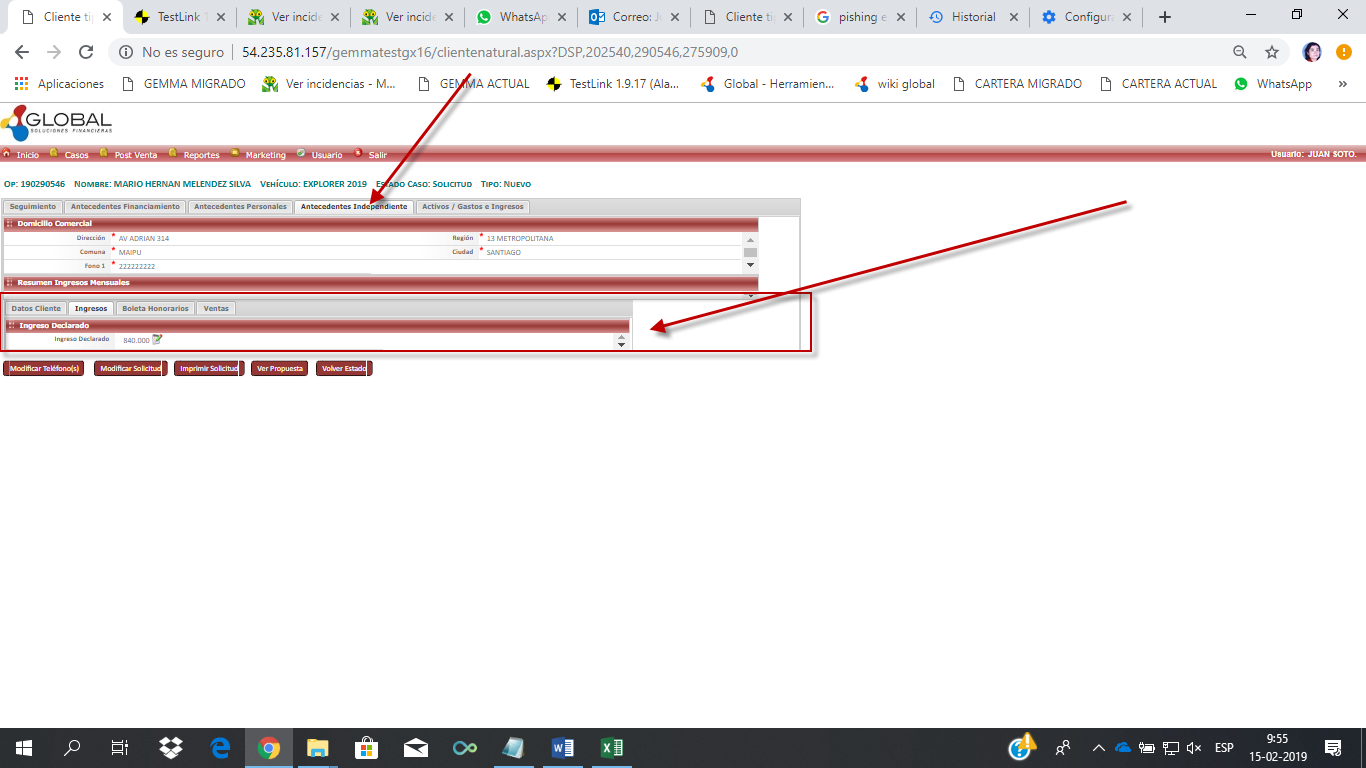 Cliente ti
TestLink 1
Ver incide
Ver incide
WhatsAp
Correo: J
Cliente ti
pishing e
Historial
Configura
No es seguro | 54.235.81.157/gemmatestgx16/clientenatural.aspx?DSP,202540,290546,275909,0
Aplicaciones GEMMA MIGRADO Ver incidencias - M... GEMMA ACTUAL TestLink 1.9.17 (Ala... Global - Herramien... wiki global CARTERA MIGRADO CARTERA ACTUAL WhatsApp »
GLOBAL
SOLUCIONES FINANCIERAS
Inicio Casos Post Venta Reportes Marketing Usuario Salir Usuario: JUAN SOTO.
Op: 190290546 Nombre: MARIO HERNAN MELENDEZ SILVA Vehículo: EXPLORER 2019 Estado Caso: Solicitud Tipo: Nuevo
Seguimiento Antecedentes Financiamiento Antecedentes Personales Antecedentes Independiente Activos / Gastos e Ingresos
Domicilio Comercial
Dirección * AV ADRIAN 314 Región * 13 METROPOLITANA
Comuna * MAIPU Ciudad * SANTIAGO
Fono 1 * 222222222
Resumen Ingresos Mensuales
Datos Cliente Ingresos Boleta Honorarios Ventas
Ingreso Declarado
Ingreso Declarado 840.000
Modificar Teléfono(s) Modificar Solicitud Imprimir Solicitud Ver Propuesta Volver Estado
ESP
9:55
15-02-2019